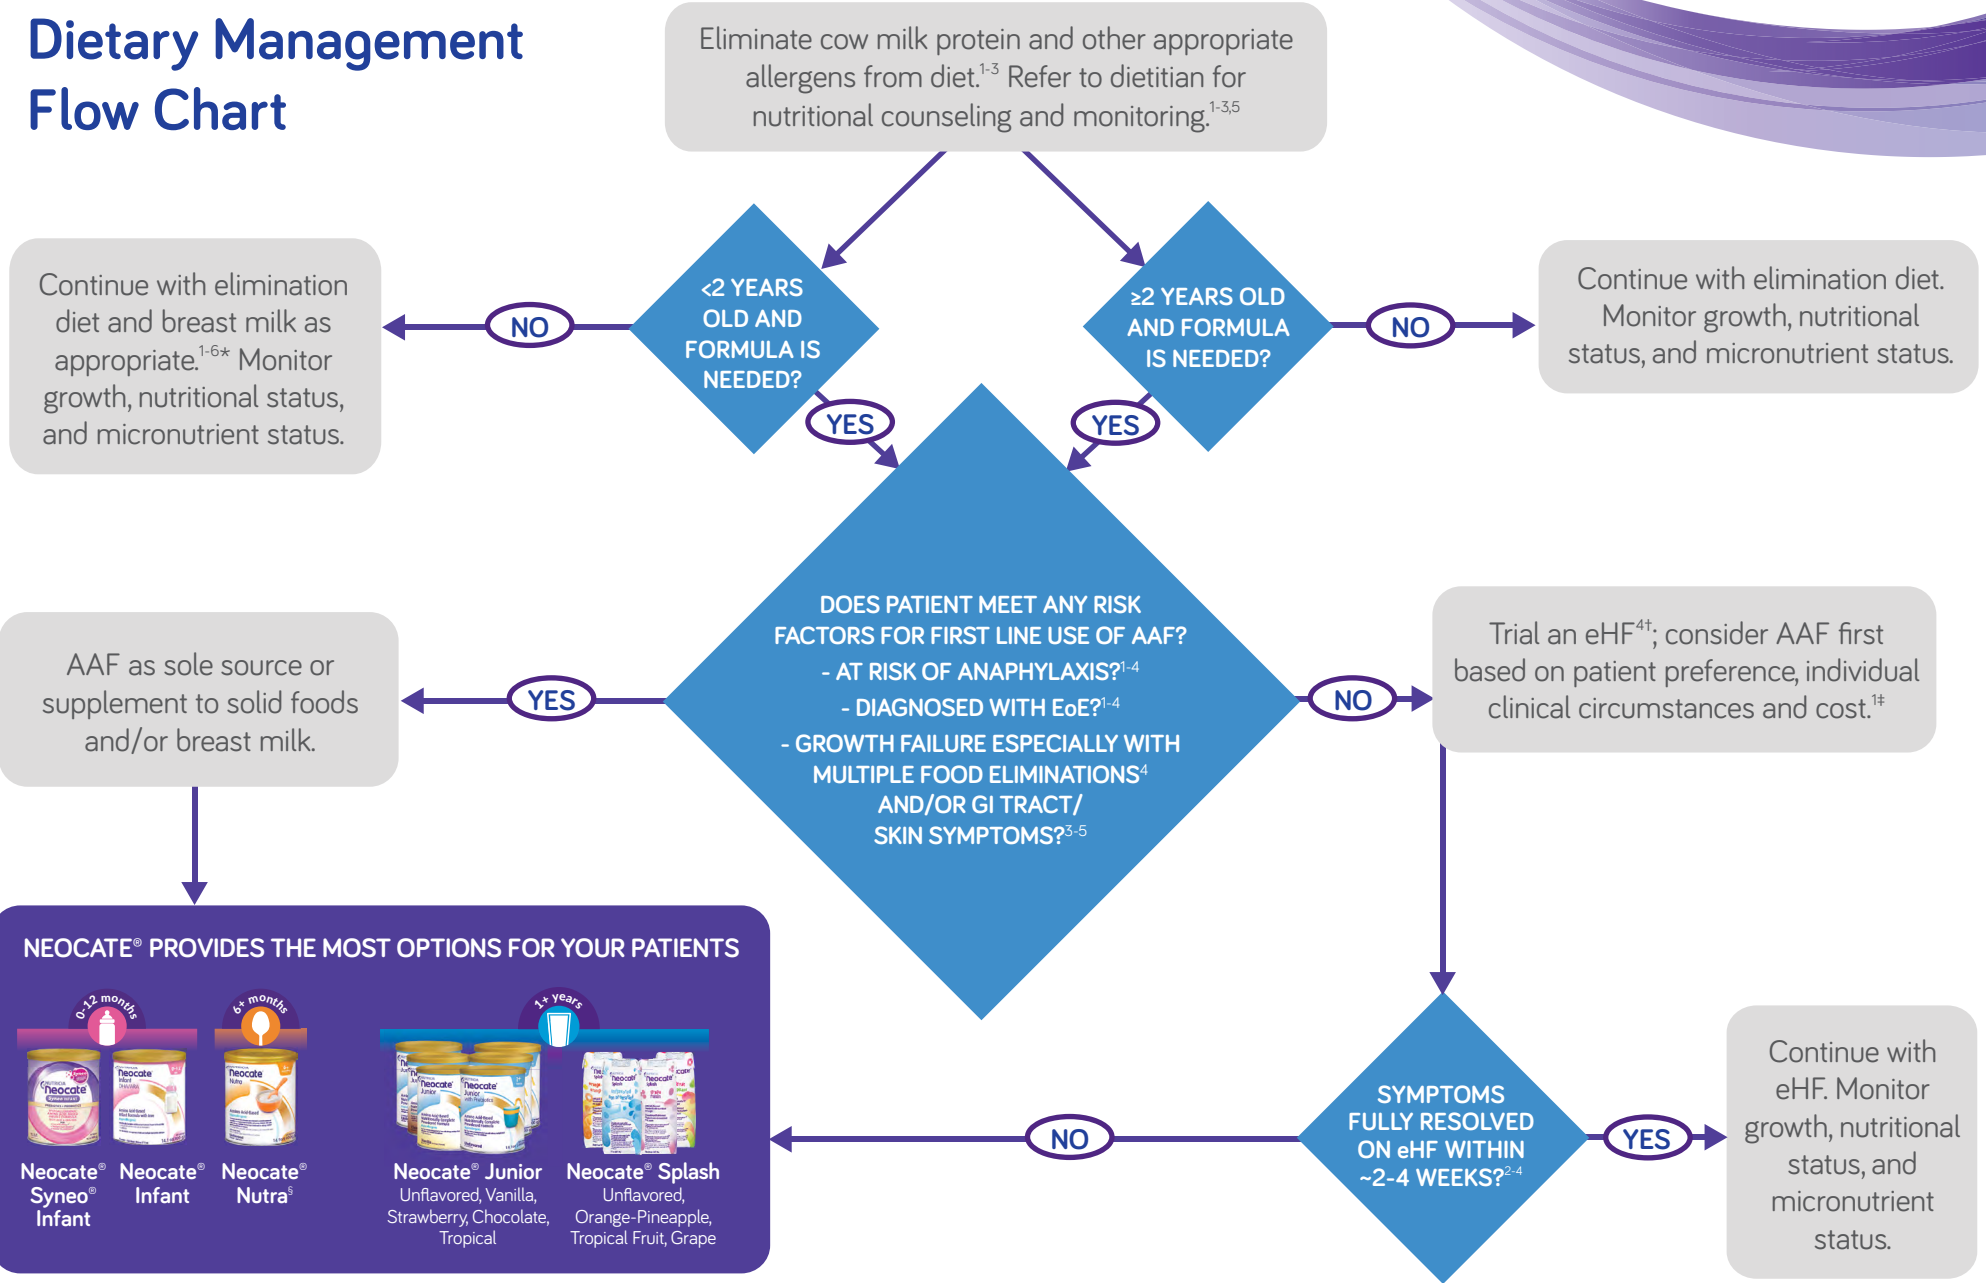 Dietary Management
Flow Chart
Eliminate cow milk protein and other appropriate
allergens from diet.1-3 Refer to dietitian for
nutritional counseling and monitoring.1-3,5
<2 YEARS
OLD AND
FORMULA IS
NEEDED?
≥2 YEARS OLD
AND FORMULA
IS NEEDED?
NO
Continue with elimination
diet and breast milk as
appropriate.1-6* Monitor
growth, nutritional status,
and micronutrient status.
NO
Continue with elimination diet.
Monitor growth, nutritional
status, and micronutrient status.
YES
YES
DOES PATIENT MEET ANY RISK
FACTORS FOR FIRST LINE USE OF AAF?
- AT RISK OF ANAPHYLAXIS?1-4
- DIAGNOSED WITH EoE?1-4
- GROWTH FAILURE ESPECIALLY WITH
MULTIPLE FOOD ELIMINATIONS4
AND/OR GI TRACT/
SKIN SYMPTOMS?3-5
YES
AAF as sole source or
supplement to solid foods
and/or breast milk.
NO
Trial an eHF4†; consider AAF first
based on patient preference, individual
clinical circumstances and cost.1‡
SYMPTOMS
FULLY RESOLVED
ON eHF WITHIN
~2-4 WEEKS?2-4
YES
Continue with
eHF. Monitor
growth, nutritional
status, and
micronutrient
status.
NO
NEOCATE® PROVIDES THE MOST OPTIONS FOR YOUR PATIENTS
0-12 months
6+ months
1+ years
Neocate®
Syneo®
Infant
Neocate®
Infant
Neocate®
Nutra§
Neocate® Junior
Unflavored, Vanilla,
Strawberry, Chocolate,
Tropical
Neocate® Splash
Unflavored,
Orange-Pineapple,
Tropical Fruit, Grape